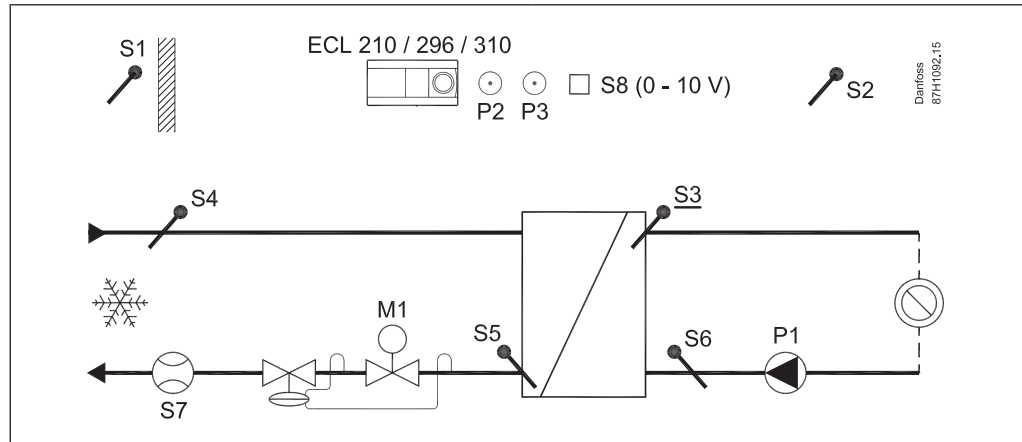 S1
ECL 210 / 296 / 310
P2
P3
S8 (0 - 10 V)
S2
Danfoss
87H1092.15
S4
S3
M1
S5
S6
P1
S7